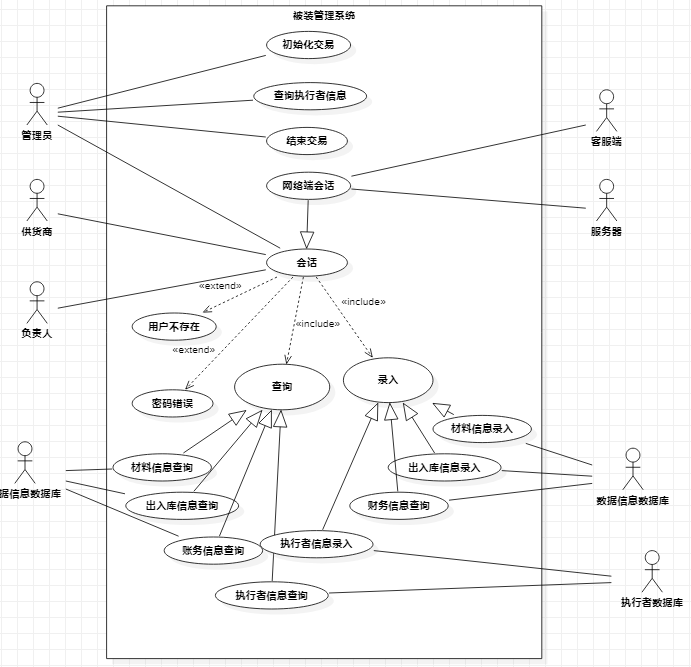 被装管理系统
初始化交易
查询执行者信息
管理员
结束交易
客服端
网络端会话
供货商
服务器
会话
«extend»
«include»
用户不存在
«include»
负责人
«extend»
查询
录入
密码错误
材料信息录入
材料信息查询
出入库信息录入
据信息数据库
数据信息数据库
出入库信息查询
财务信息查询
账务信息查询
执行者信息录入
执行者信息查询
执行者数据库